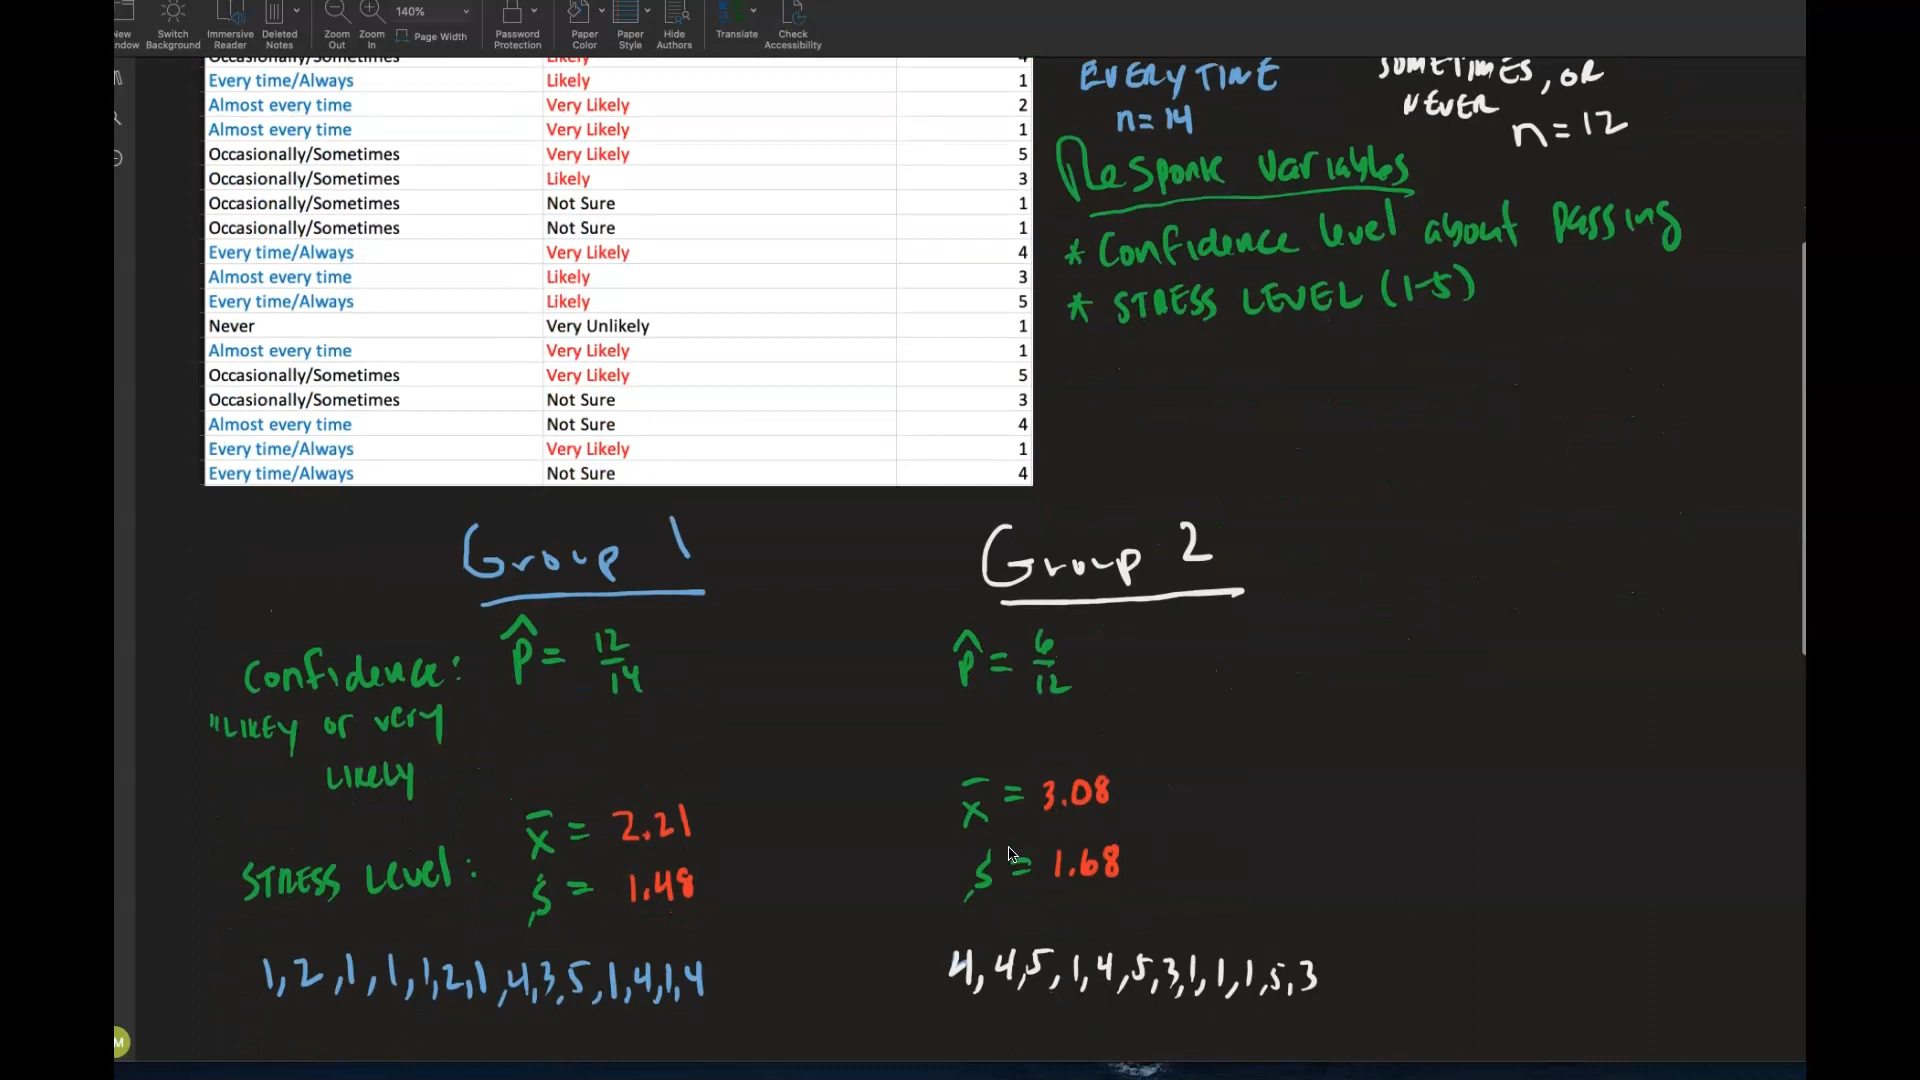 New Window
Switch Background
Immersive Reader
Deleted Notes
Zoom Out
Zoom In
140%
Page Width
Password Protection
Paper Color
Paper Style
Hide Authors
Translate
Check Accessibility
Occasionally/Sometimes Likely 4
Every time/Always Likely 1
Almost every time Very Likely 2
Almost every time Very Likely 1
Occasionally/Sometimes Very Likely 5
Occasionally/Sometimes Likely 3
Occasionally/Sometimes Not Sure 1
Occasionally/Sometimes Not Sure 1
Every time/Always Very Likely 4
Almost every time Likely 3
Every time/Always Likely 5
Never Very Unlikely 1
Almost every time Very Likely 1
Occasionally/Sometimes Very Likely 5
Occasionally/Sometimes Not Sure 3
Almost every time Not Sure 4
Every time/Always Very Likely 1
Every time/Always Not Sure 4
EVERYTIME
n=14
SOMETIMES, OR
NEVER
n=12
Response Variables
* Confidence level about passing
* STRESS LEVEL (1-5)
Group 1
Group 2
Confidence: p̂ = 12/14
p̂ = 6/12
"LIKEY or very
Likely
x̄ = 2.21
x̄ = 3.08
STRESS Level:
s = 1.48
s = 1.68
1,2,1,1,1,2,1,4,3,5,1,4,1,4
4,4,5,1,4,5,3,1,1,1,5,3
M